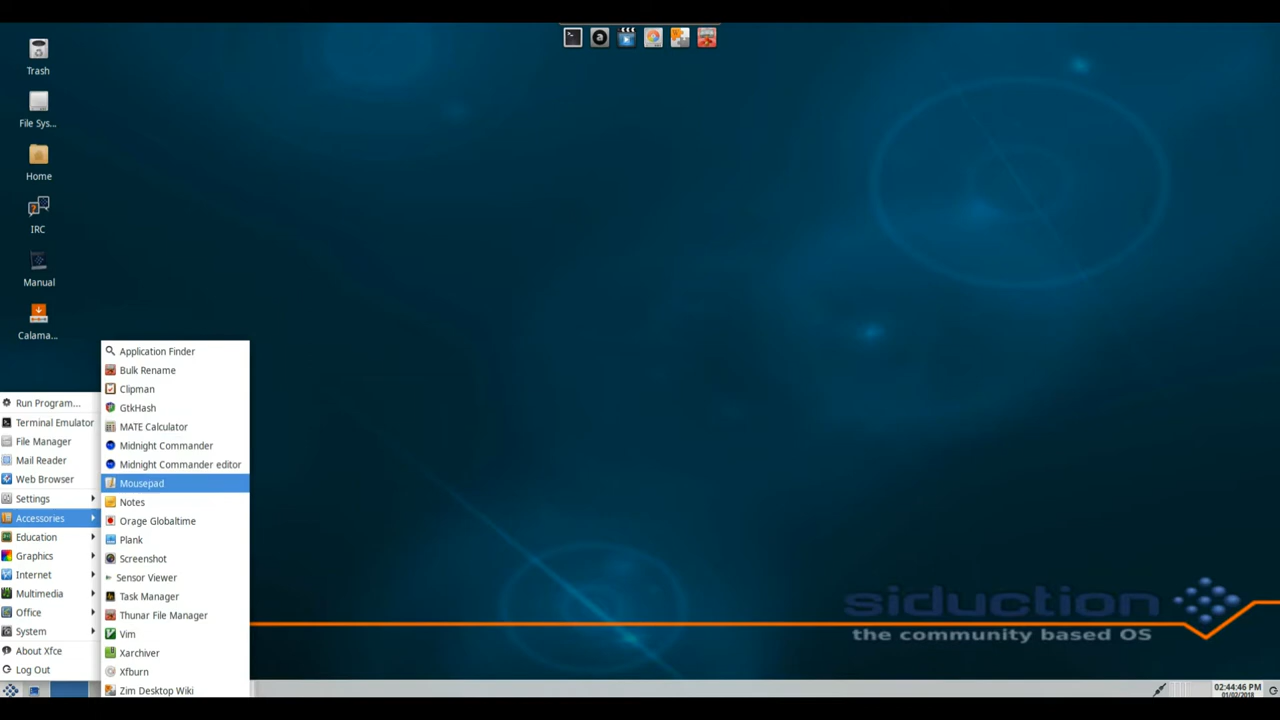 Trash
File Sys...
Home
IRC
Manual
Calama...
Application Finder
Bulk Rename
Clipman
GtkHash
MATE Calculator
Midnight Commander
Midnight Commander editor
Mousepad
Notes
Orage Globaltime
Plank
Screenshot
Sensor Viewer
Task Manager
Thunar File Manager
Vim
Xarchiver
Xfburn
Zim Desktop Wiki
Run Program...
Terminal Emulator
File Manager
Mail Reader
Web Browser
Settings
Accessories
Education
Graphics
Internet
Multimedia
Office
System
About Xfce
Log Out
siduction
the community based OS
02:44:46 PM
01/02/2018